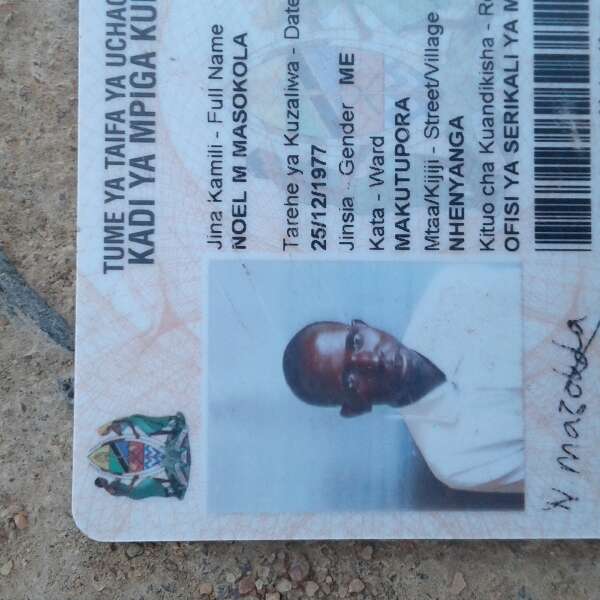 TUME YA TAIFA YA UCHAG
KADI YA MPIGA KU
Jina Kamili - Full Name
NOEL M MASOKOLA
Tarehe ya Kuzaliwa - Date
25/12/1977
Jinsia - Gender ME
Kata - Ward
MAKUTUPORA
Mtaa/Kijiji - Street/Village
NHENYANGA
Kituo cha Kuandikisha - Re
OFISI YA SERIKALI YA M
N Masokola